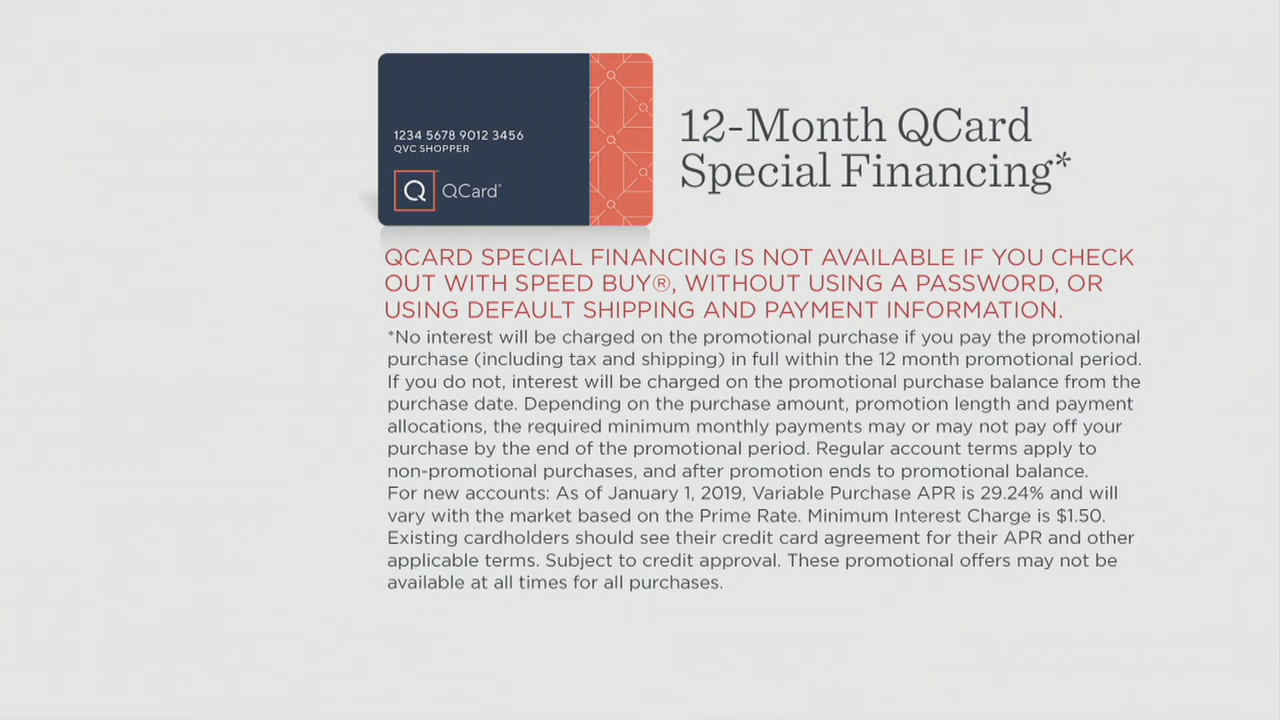 1234 5678 9012 3456
QVC SHOPPER
Q QCard®
12-Month QCard
Special Financing*
QCARD SPECIAL FINANCING IS NOT AVAILABLE IF YOU CHECK
OUT WITH SPEED BUY®, WITHOUT USING A PASSWORD, OR
USING DEFAULT SHIPPING AND PAYMENT INFORMATION.
*No interest will be charged on the promotional purchase if you pay the promotional
purchase (including tax and shipping) in full within the 12 month promotional period.
If you do not, interest will be charged on the promotional purchase balance from the
purchase date. Depending on the purchase amount, promotion length and payment
allocations, the required minimum monthly payments may or may not pay off your
purchase by the end of the promotional period. Regular account terms apply to
non-promotional purchases, and after promotion ends to promotional balance.
For new accounts: As of January 1, 2019, Variable Purchase APR is 29.24% and will
vary with the market based on the Prime Rate. Minimum Interest Charge is $1.50.
Existing cardholders should see their credit card agreement for their APR and other
applicable terms. Subject to credit approval. These promotional offers may not be
available at all times for all purchases.